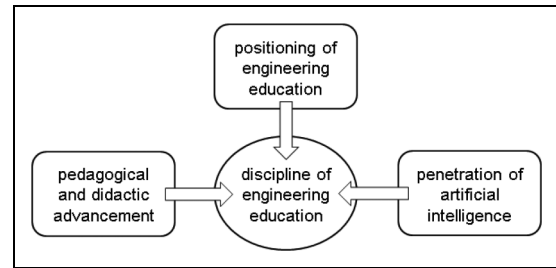 positioning of
engineering
education
pedagogical
and didactic
advancement
discipline of
engineering
education
penetration of
artificial
intelligence